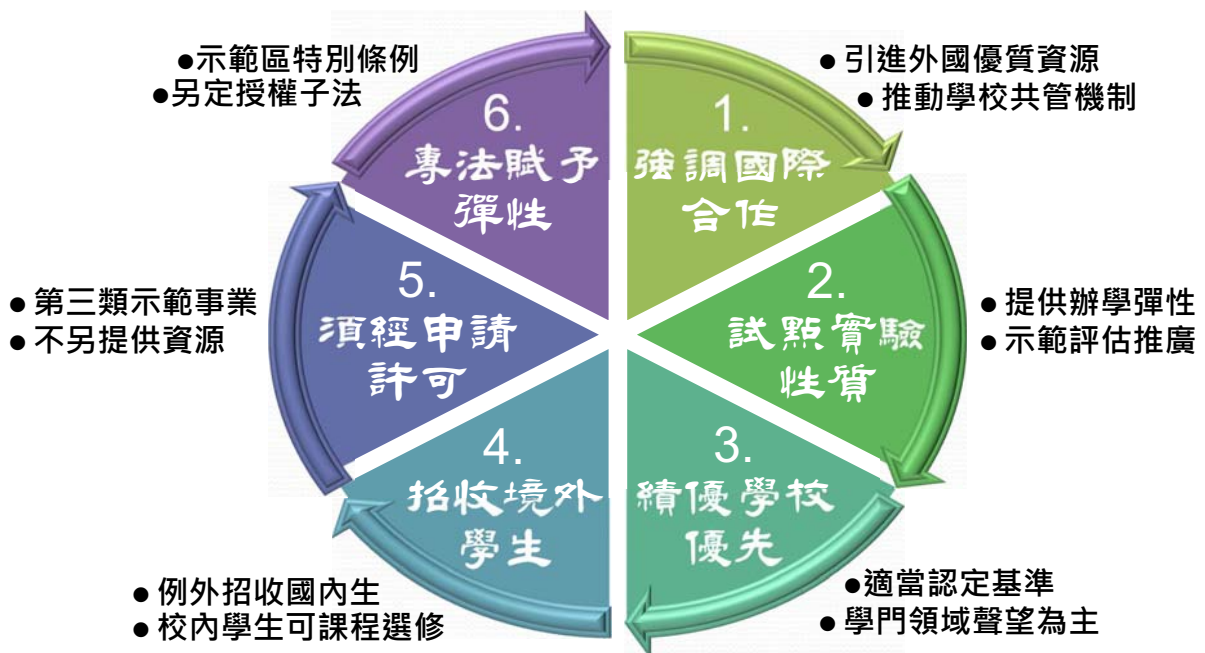 1.
強調國際
合作
● 引進外國優質資源
● 推動學校共管機制
2.
試點實驗
性質
● 提供辦學彈性
● 示範評估推廣
3.
績優學校
優先
●適當認定基準
● 學門領域聲望為主
4.
招收境外
學生
● 例外招收國內生
● 校內學生可課程選修
5.
須經申請
許可
● 第三類示範事業
● 不另提供資源
6.
專法賦予
彈性
●示範區特別條例
●另定授權子法